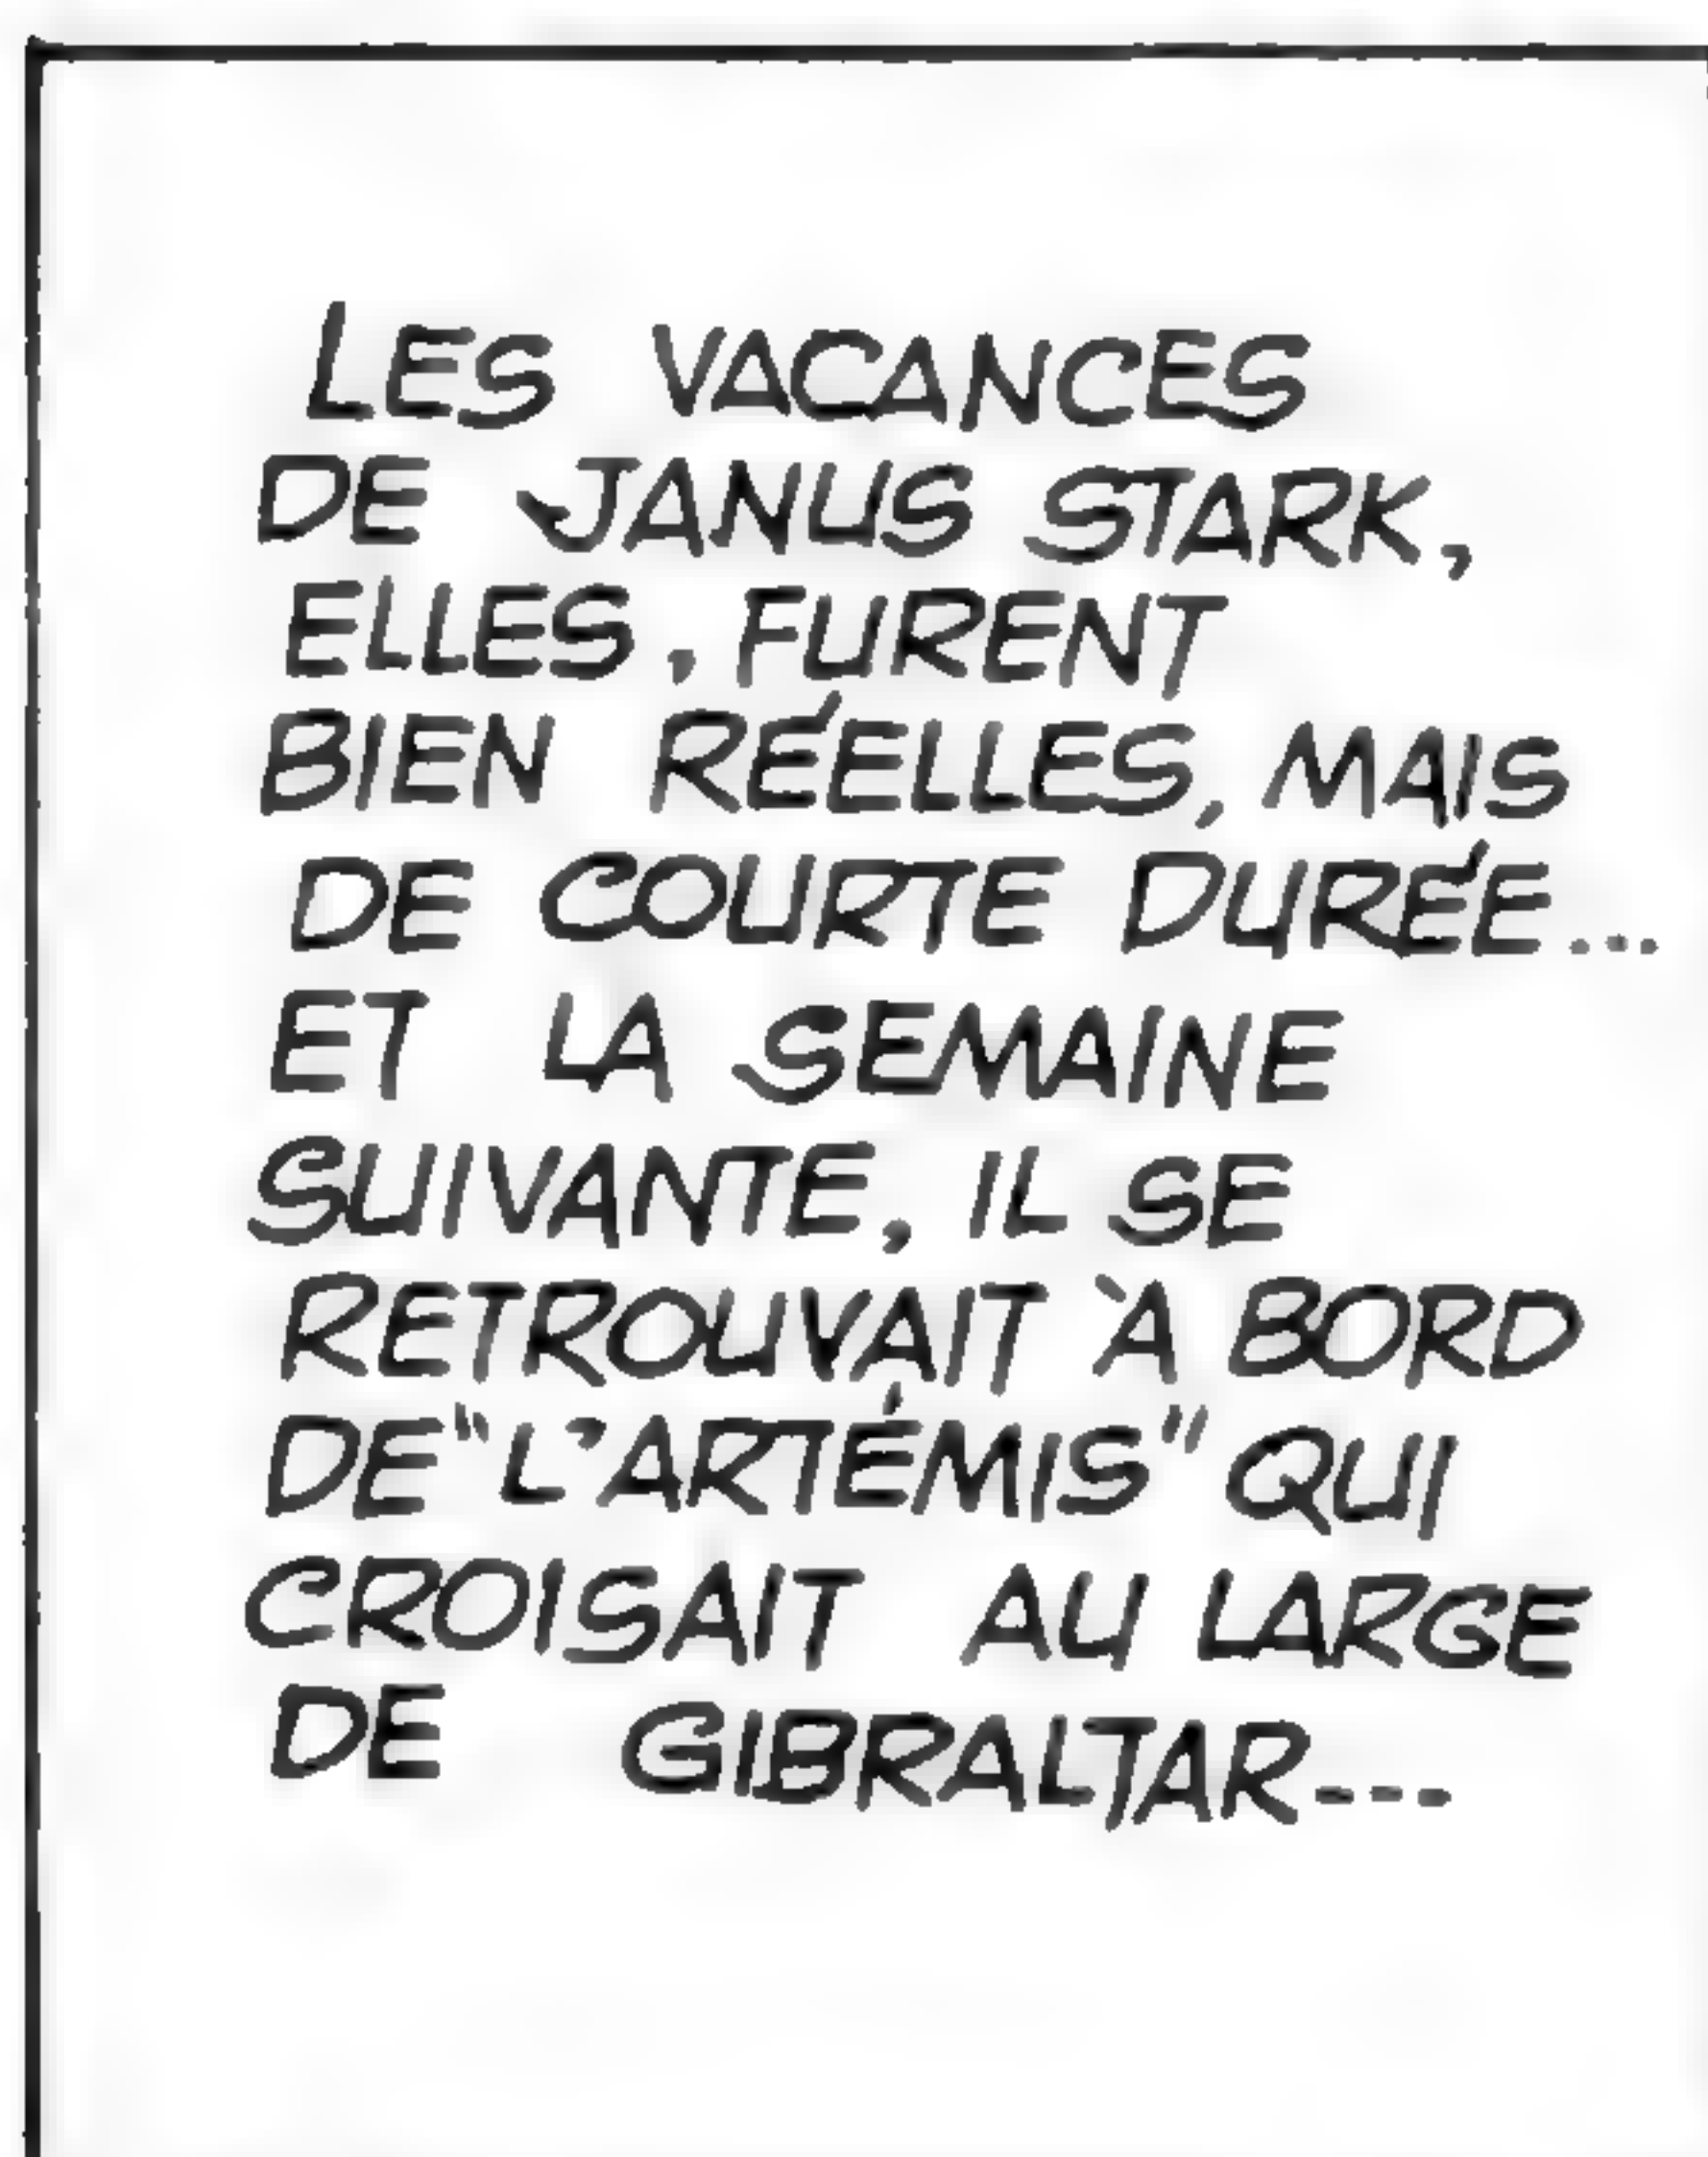 LES VACANCES
DE JANUS STARK,
ELLES, FURENT
BIEN RÉELLES, MAIS
DE COURTE DURÉE...
ET LA SEMAINE
SUIVANTE, IL SE
RETROUVAIT À BORD
DE "L'ARTÉMIS" QUI
CROISAIT AU LARGE
DE GIBRALTAR---